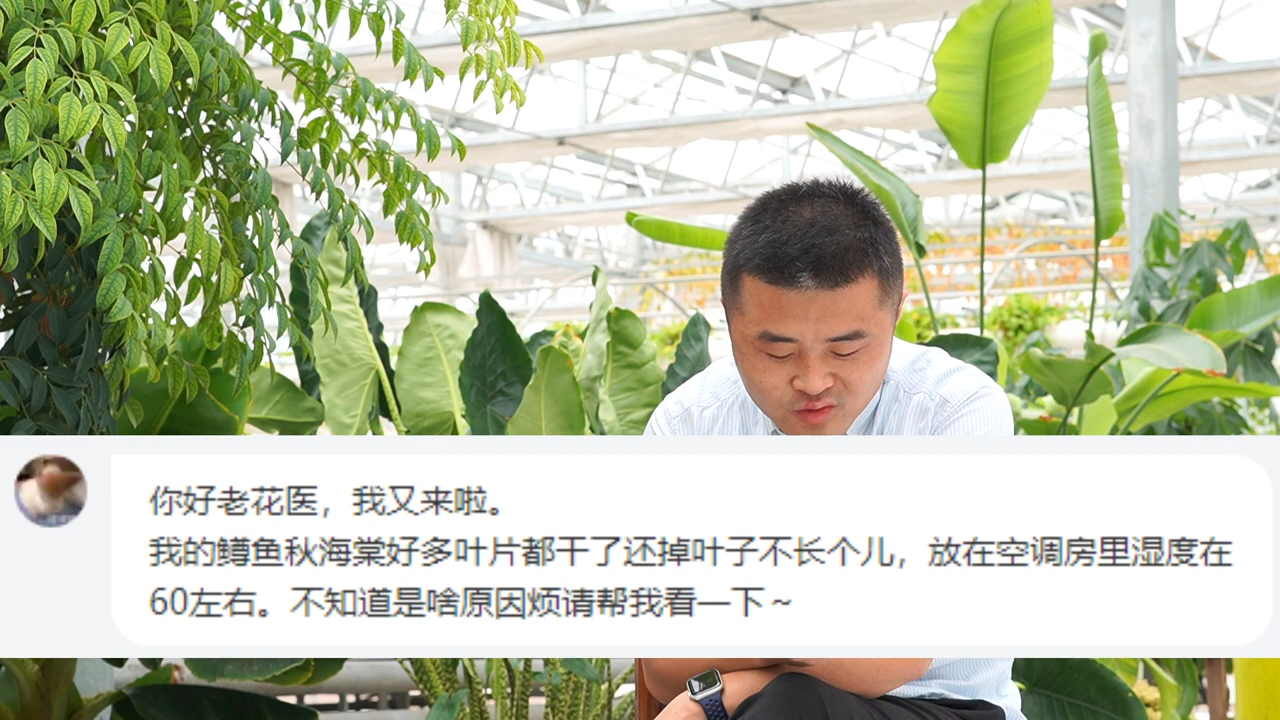 你好老花医，我又来啦。
我的鳟鱼秋海棠好多叶片都干了还掉叶子不长个儿，放在空调房里湿度在
60左右。不知道是啥原因烦请帮我看一下～